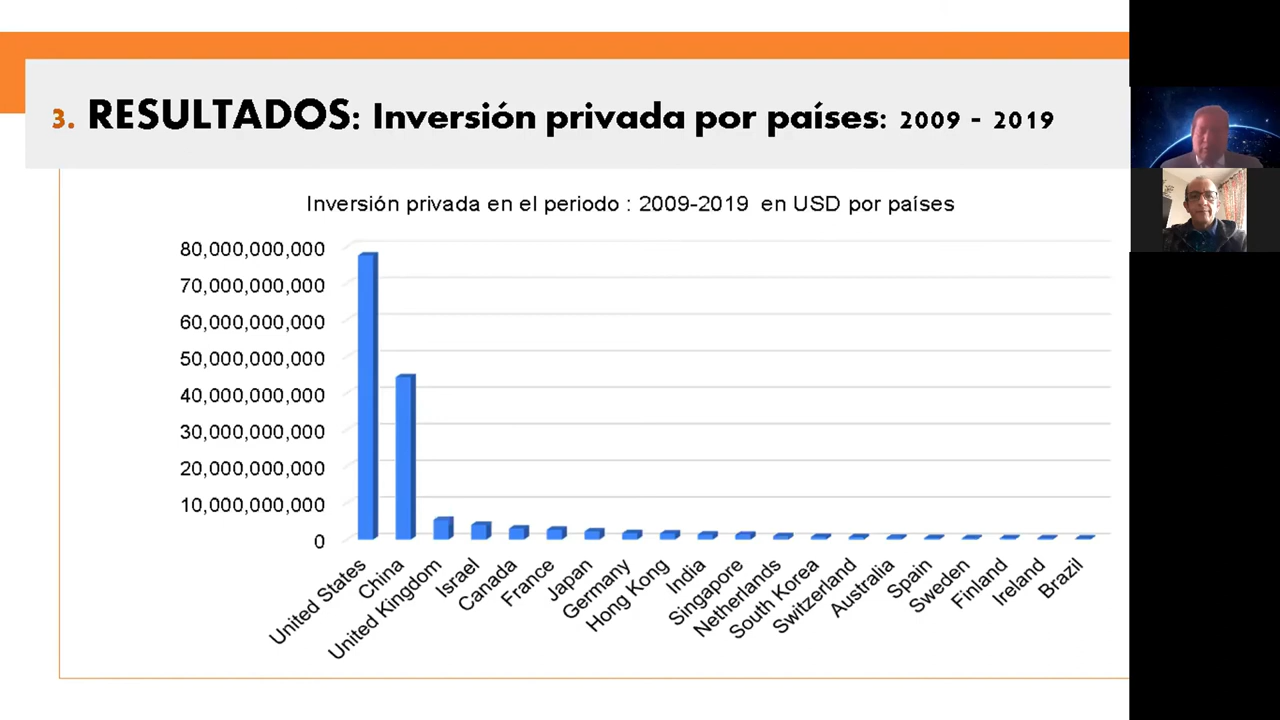 3. RESULTADOS: Inversión privada por países: 2009 - 2019
Inversión privada en el periodo : 2009-2019 en USD por países
80,000,000,000
70,000,000,000
60,000,000,000
50,000,000,000
40,000,000,000
30,000,000,000
20,000,000,000
10,000,000,000
0
United States
China
United Kingdom
Israel
Canada
France
Japan
Germany
Hong Kong
India
Singapore
Netherlands
South Korea
Switzerland
Australia
Spain
Sweden
Finland
Ireland
Brazil